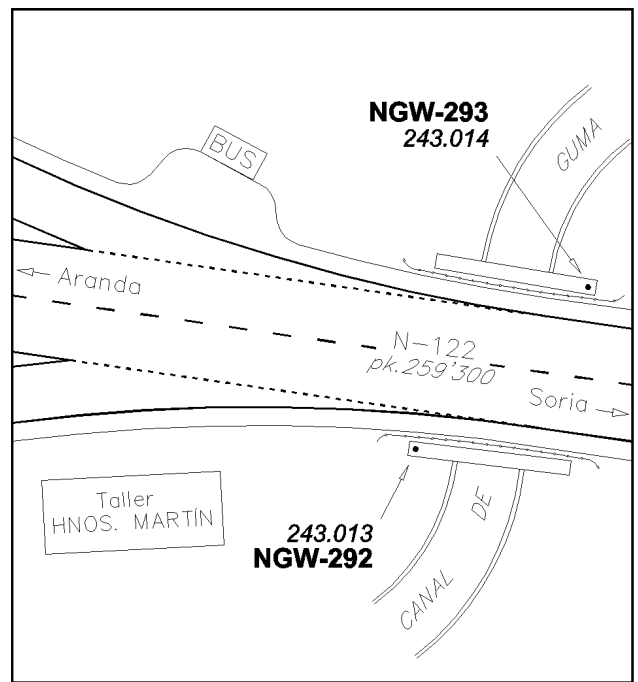 NGW-293
243.014
GUMA
BUS
← Aranda
N-122
pk.259'300
Soria →
Taller
HNOS. MARTÍN
243.013
NGW-292
CANAL DE